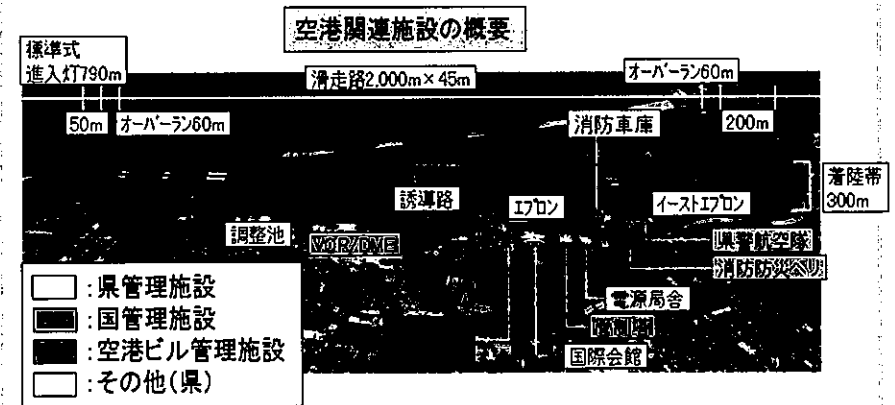 空港関連施設の概要
標準式
進入灯790m
滑走路2,000m×45m
オーバーラン60m
50m
オーバーラン60m
消防車庫
200m
着陸帯
300m
誘導路
エプロン
イーストエプロン
調整池
VOR/DME
県警航空隊
消防防災ヘリ
電源局舎
国際会館
:県管理施設
:国管理施設
:空港ビル管理施設
:その他(県)